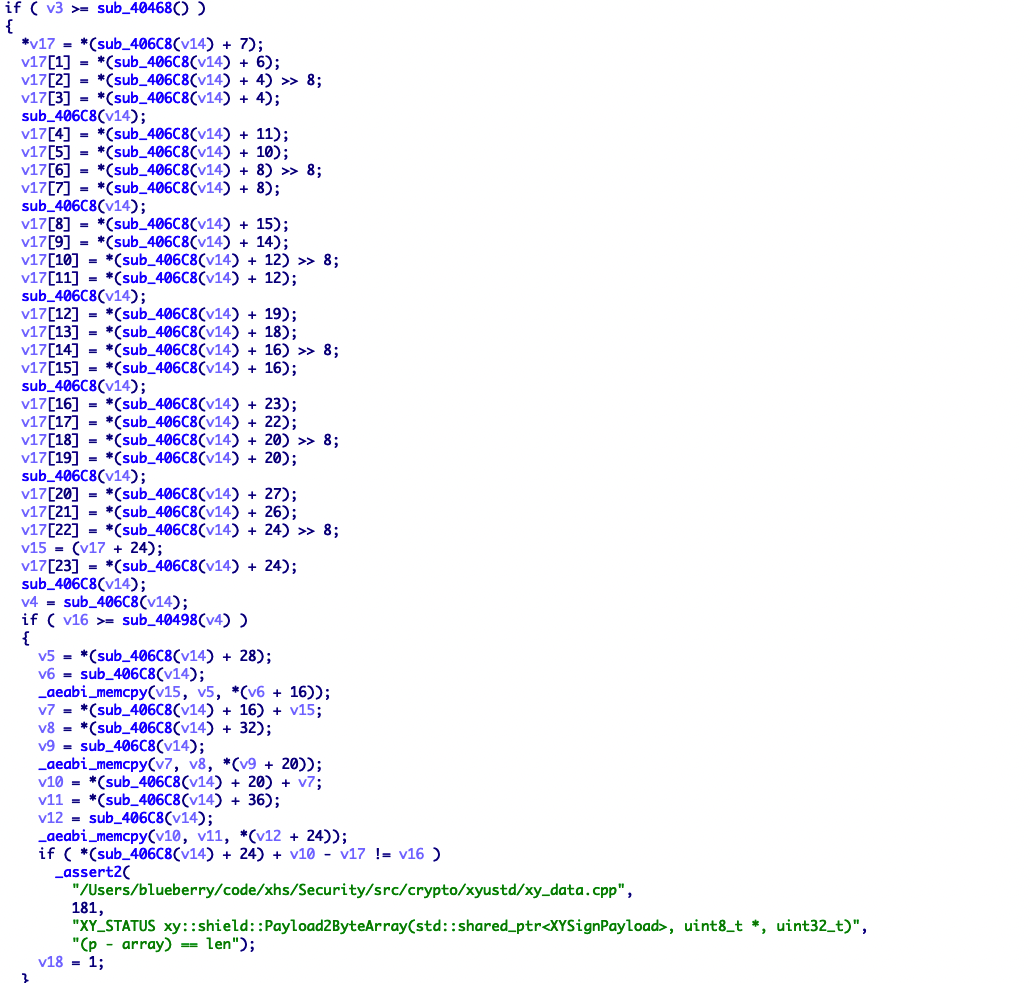 if ( v3 >= sub_40468() )
{
*v17 = *(sub_406C8(v14) + 7);
v17[1] = *(sub_406C8(v14) + 6);
v17[2] = *(sub_406C8(v14) + 4) >> 8;
v17[3] = *(sub_406C8(v14) + 4);
sub_406C8(v14);
v17[4] = *(sub_406C8(v14) + 11);
v17[5] = *(sub_406C8(v14) + 10);
v17[6] = *(sub_406C8(v14) + 8) >> 8;
v17[7] = *(sub_406C8(v14) + 8);
sub_406C8(v14);
v17[8] = *(sub_406C8(v14) + 15);
v17[9] = *(sub_406C8(v14) + 14);
v17[10] = *(sub_406C8(v14) + 12) >> 8;
v17[11] = *(sub_406C8(v14) + 12);
sub_406C8(v14);
v17[12] = *(sub_406C8(v14) + 19);
v17[13] = *(sub_406C8(v14) + 18);
v17[14] = *(sub_406C8(v14) + 16) >> 8;
v17[15] = *(sub_406C8(v14) + 16);
sub_406C8(v14);
v17[16] = *(sub_406C8(v14) + 23);
v17[17] = *(sub_406C8(v14) + 22);
v17[18] = *(sub_406C8(v14) + 20) >> 8;
v17[19] = *(sub_406C8(v14) + 20);
sub_406C8(v14);
v17[20] = *(sub_406C8(v14) + 27);
v17[21] = *(sub_406C8(v14) + 26);
v17[22] = *(sub_406C8(v14) + 24) >> 8;
v15 = (v17 + 24);
v17[23] = *(sub_406C8(v14) + 24);
sub_406C8(v14);
v4 = sub_406C8(v14);
if ( v16 >= sub_40498(v4) )
{
v5 = *(sub_406C8(v14) + 28);
v6 = sub_406C8(v14);
_aeabi_memcpy(v15, v5, *(v6 + 16));
v7 = *(sub_406C8(v14) + 16) + v15;
v8 = *(sub_406C8(v14) + 32);
v9 = sub_406C8(v14);
_aeabi_memcpy(v7, v8, *(v9 + 20));
v10 = *(sub_406C8(v14) + 20) + v7;
v11 = *(sub_406C8(v14) + 36);
v12 = sub_406C8(v14);
_aeabi_memcpy(v10, v11, *(v12 + 24));
if ( *(sub_406C8(v14) + 24) + v10 - v17 != v16 )
_assert2(
"/Users/blueberry/code/xhs/Security/src/crypto/xyustd/xy_data.cpp",
181,
"XY_STATUS xy::shield::Payload2ByteArray(std::shared_ptr<XYSignPayload>, uint8_t *, uint32_t)",
"(p - array) == len");
v18 = 1;
}